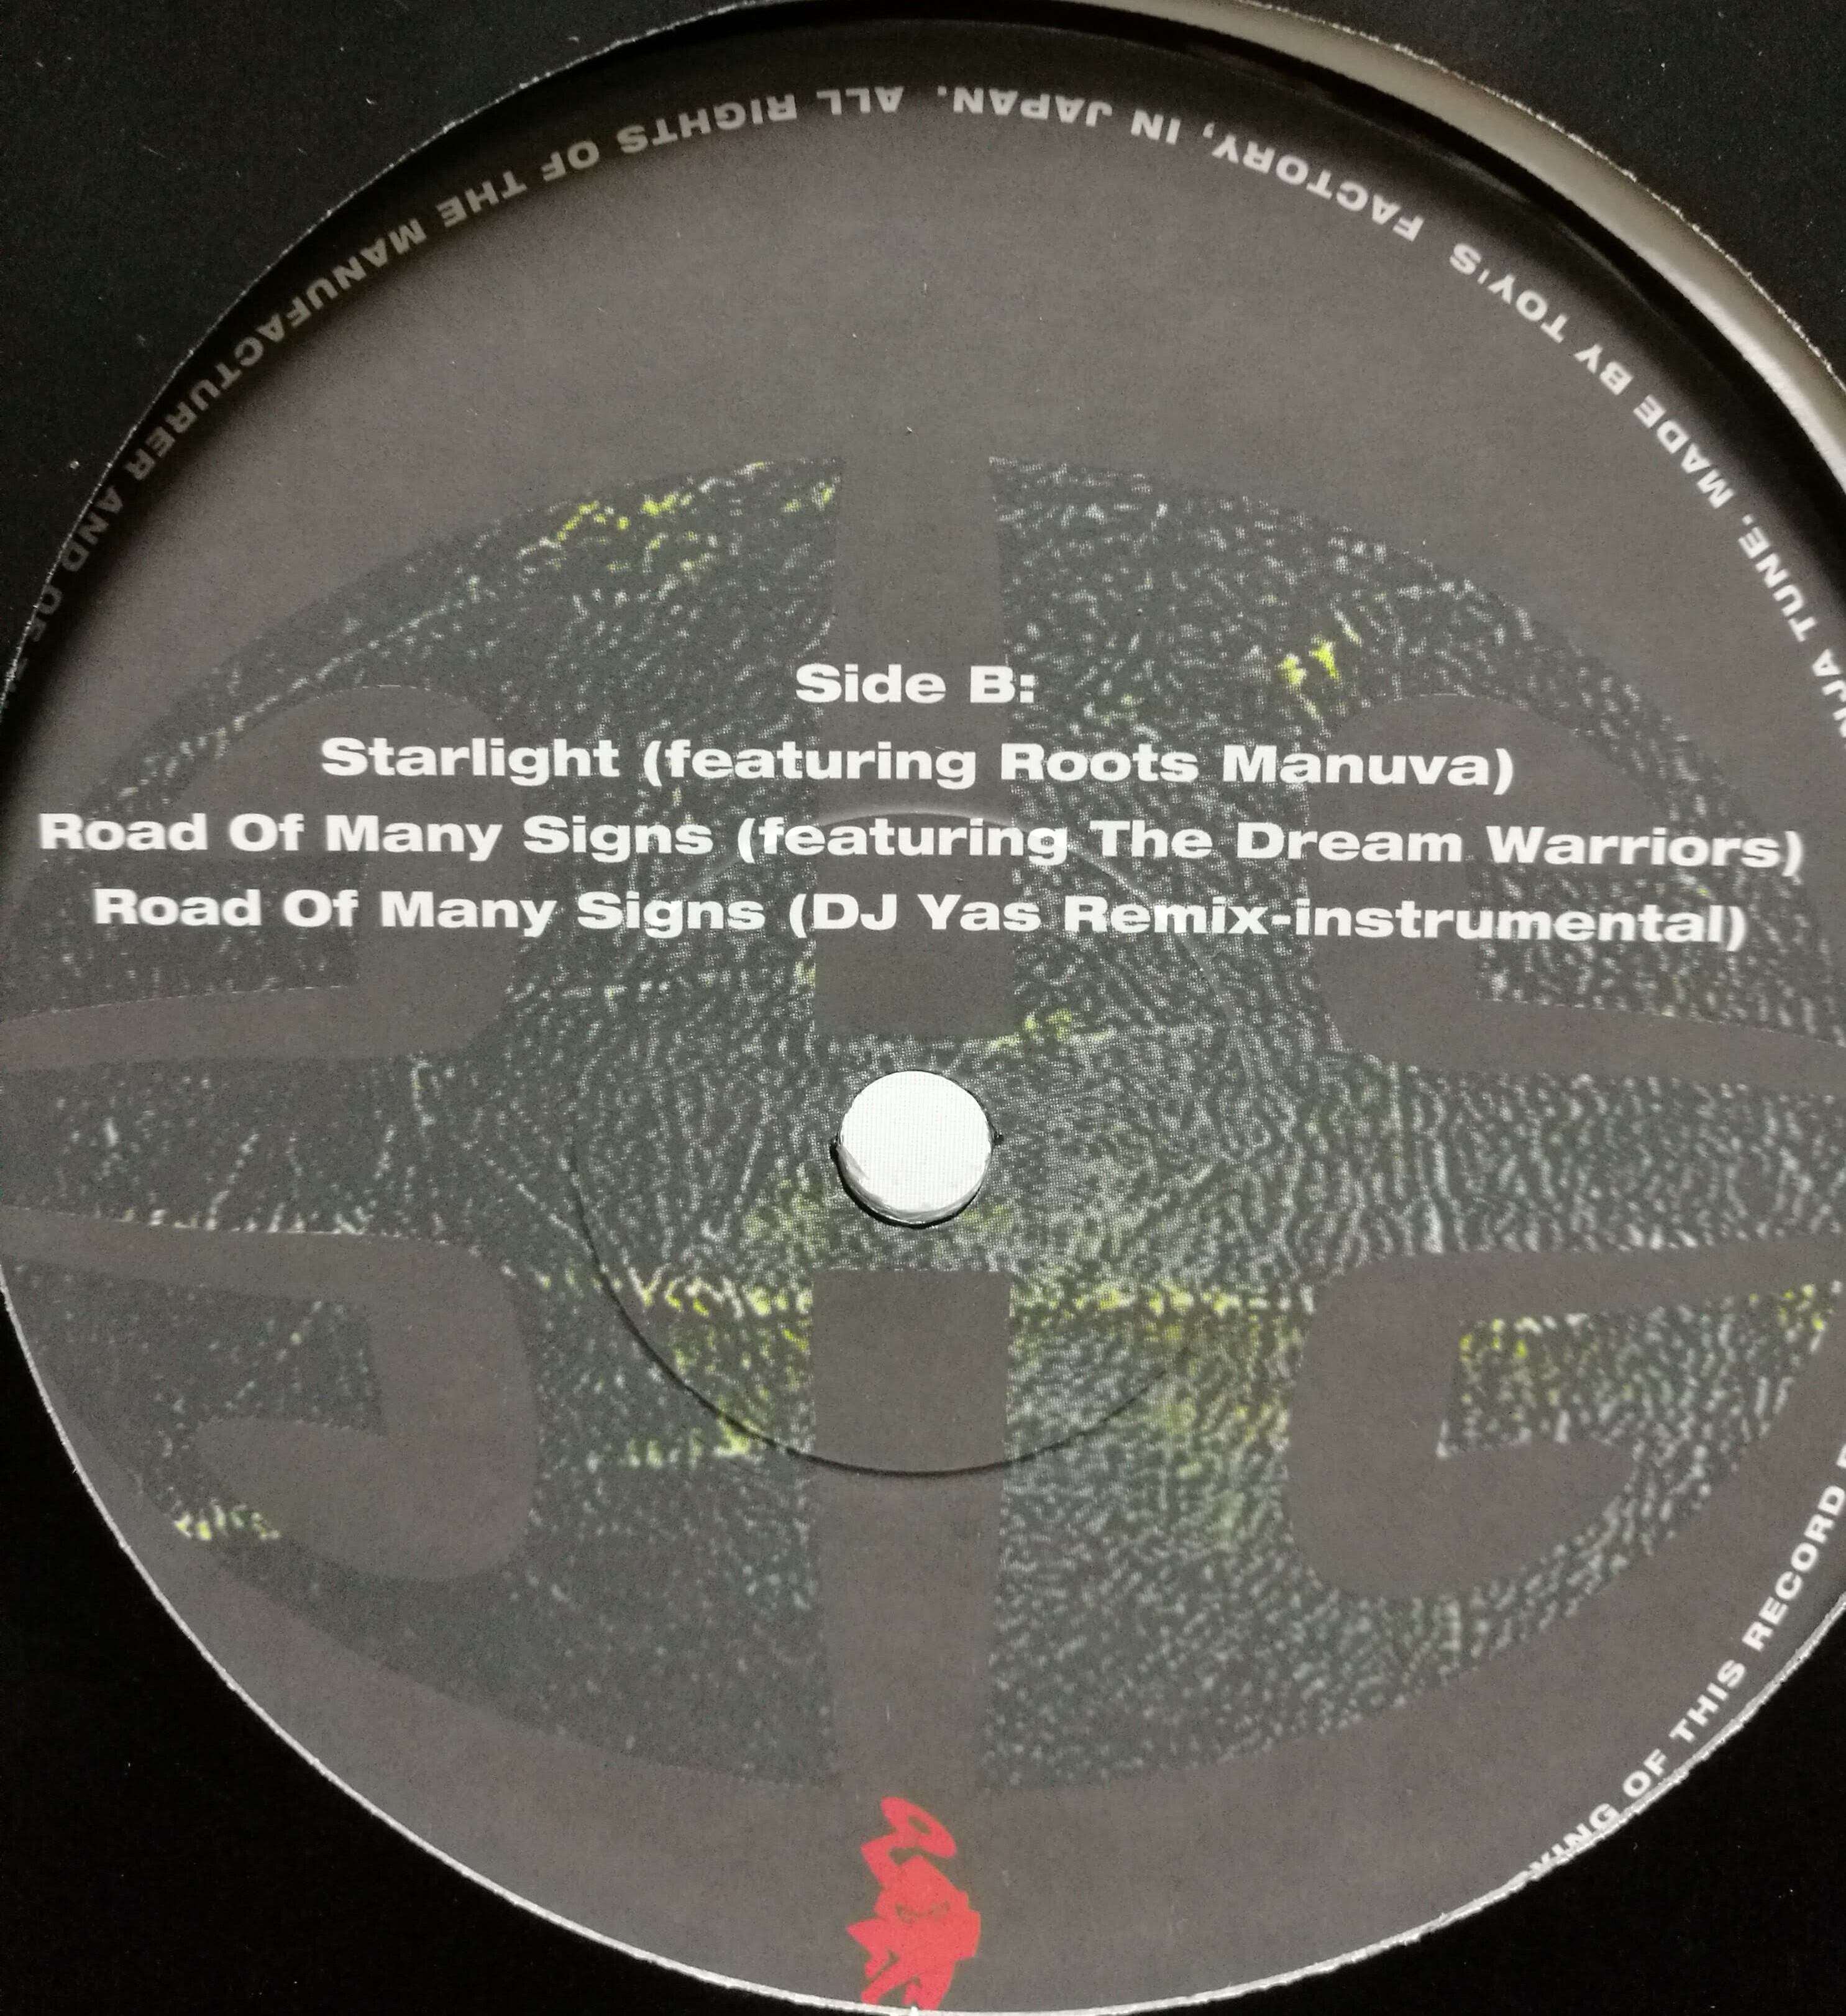 Side B:
Starlight (featuring Roots Manuva)
Road Of Many Signs (featuring The Dream Warriors)
Road Of Many Signs (DJ Yas Remix-instrumental)
TUNE, MADE BY TOY'S FACTORY, IN JAPAN. ALL RIGHTS OF THE MANUFACTURER AND OF
OF THIS RECORD